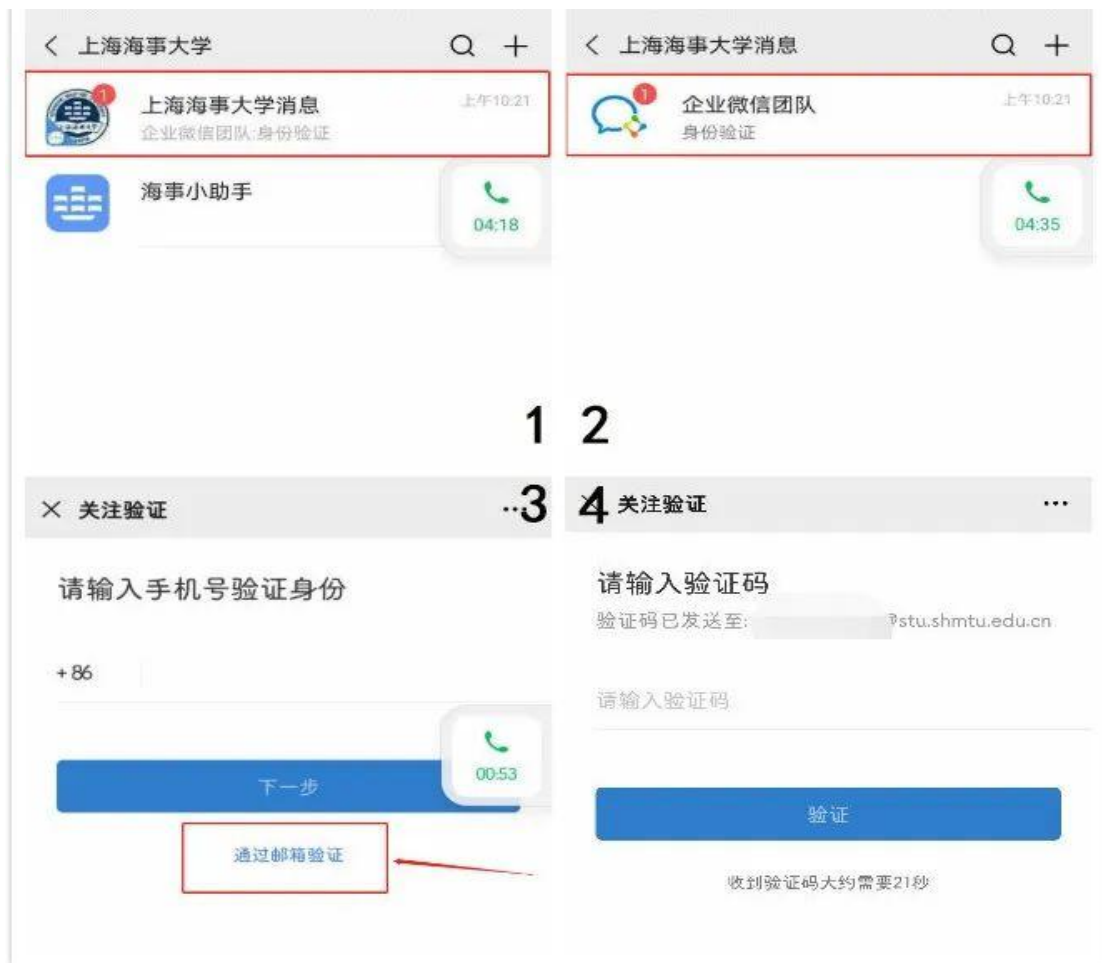 上海海事大学
1
上海海事大学消息
上午10:21
企业微信团队:身份验证
海事小助手
04:18
1
上海海事大学消息
1
企业微信团队
上午10:21
身份验证
04:35
2
关注验证
3
请输入手机号验证身份
+86
00:53
下一步
通过邮箱验证
4
关注验证
请输入验证码
验证码已发送至:
@stu.shmtu.edu.cn
请输入验证码
验证
收到验证码大约需要21秒